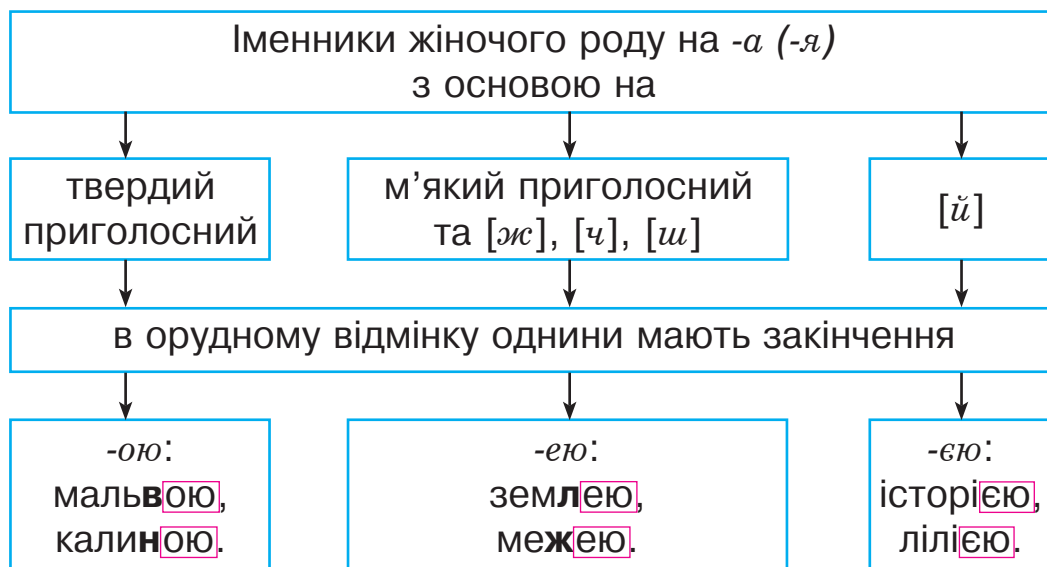 Іменники жіночого роду на -а (-я)
з основою на
твердий
приголосний
м’який приголосний
та [ж], [ч], [ш]
[й]
в орудному відмінку однини мають закінчення
-ою:
мальвою,
калиною.
-ею:
землею,
межею.
-єю:
історією,
лілією.